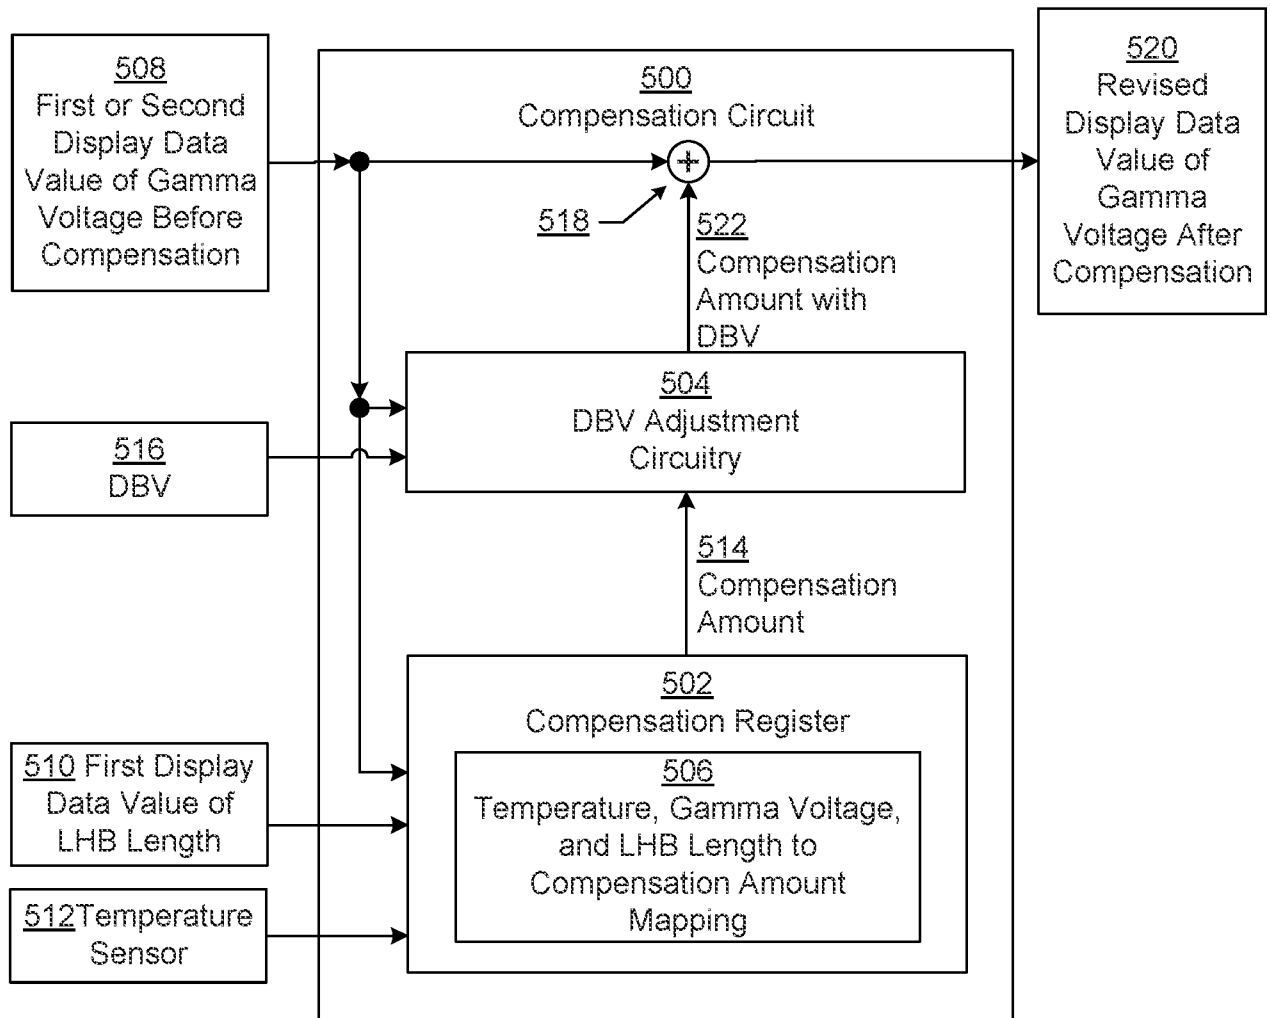 508
First or Second
Display Data
Value of Gamma
Voltage Before
Compensation
500
Compensation Circuit
+
518
522
Compensation
Amount with
DBV
520
Revised
Display Data
Value of
Gamma
Voltage After
Compensation
504
DBV Adjustment
Circuitry
516
DBV
514
Compensation
Amount
502
Compensation Register
506
Temperature, Gamma Voltage,
and LHB Length to
Compensation Amount
Mapping
510 First Display
Data Value of
LHB Length
512Temperature
Sensor